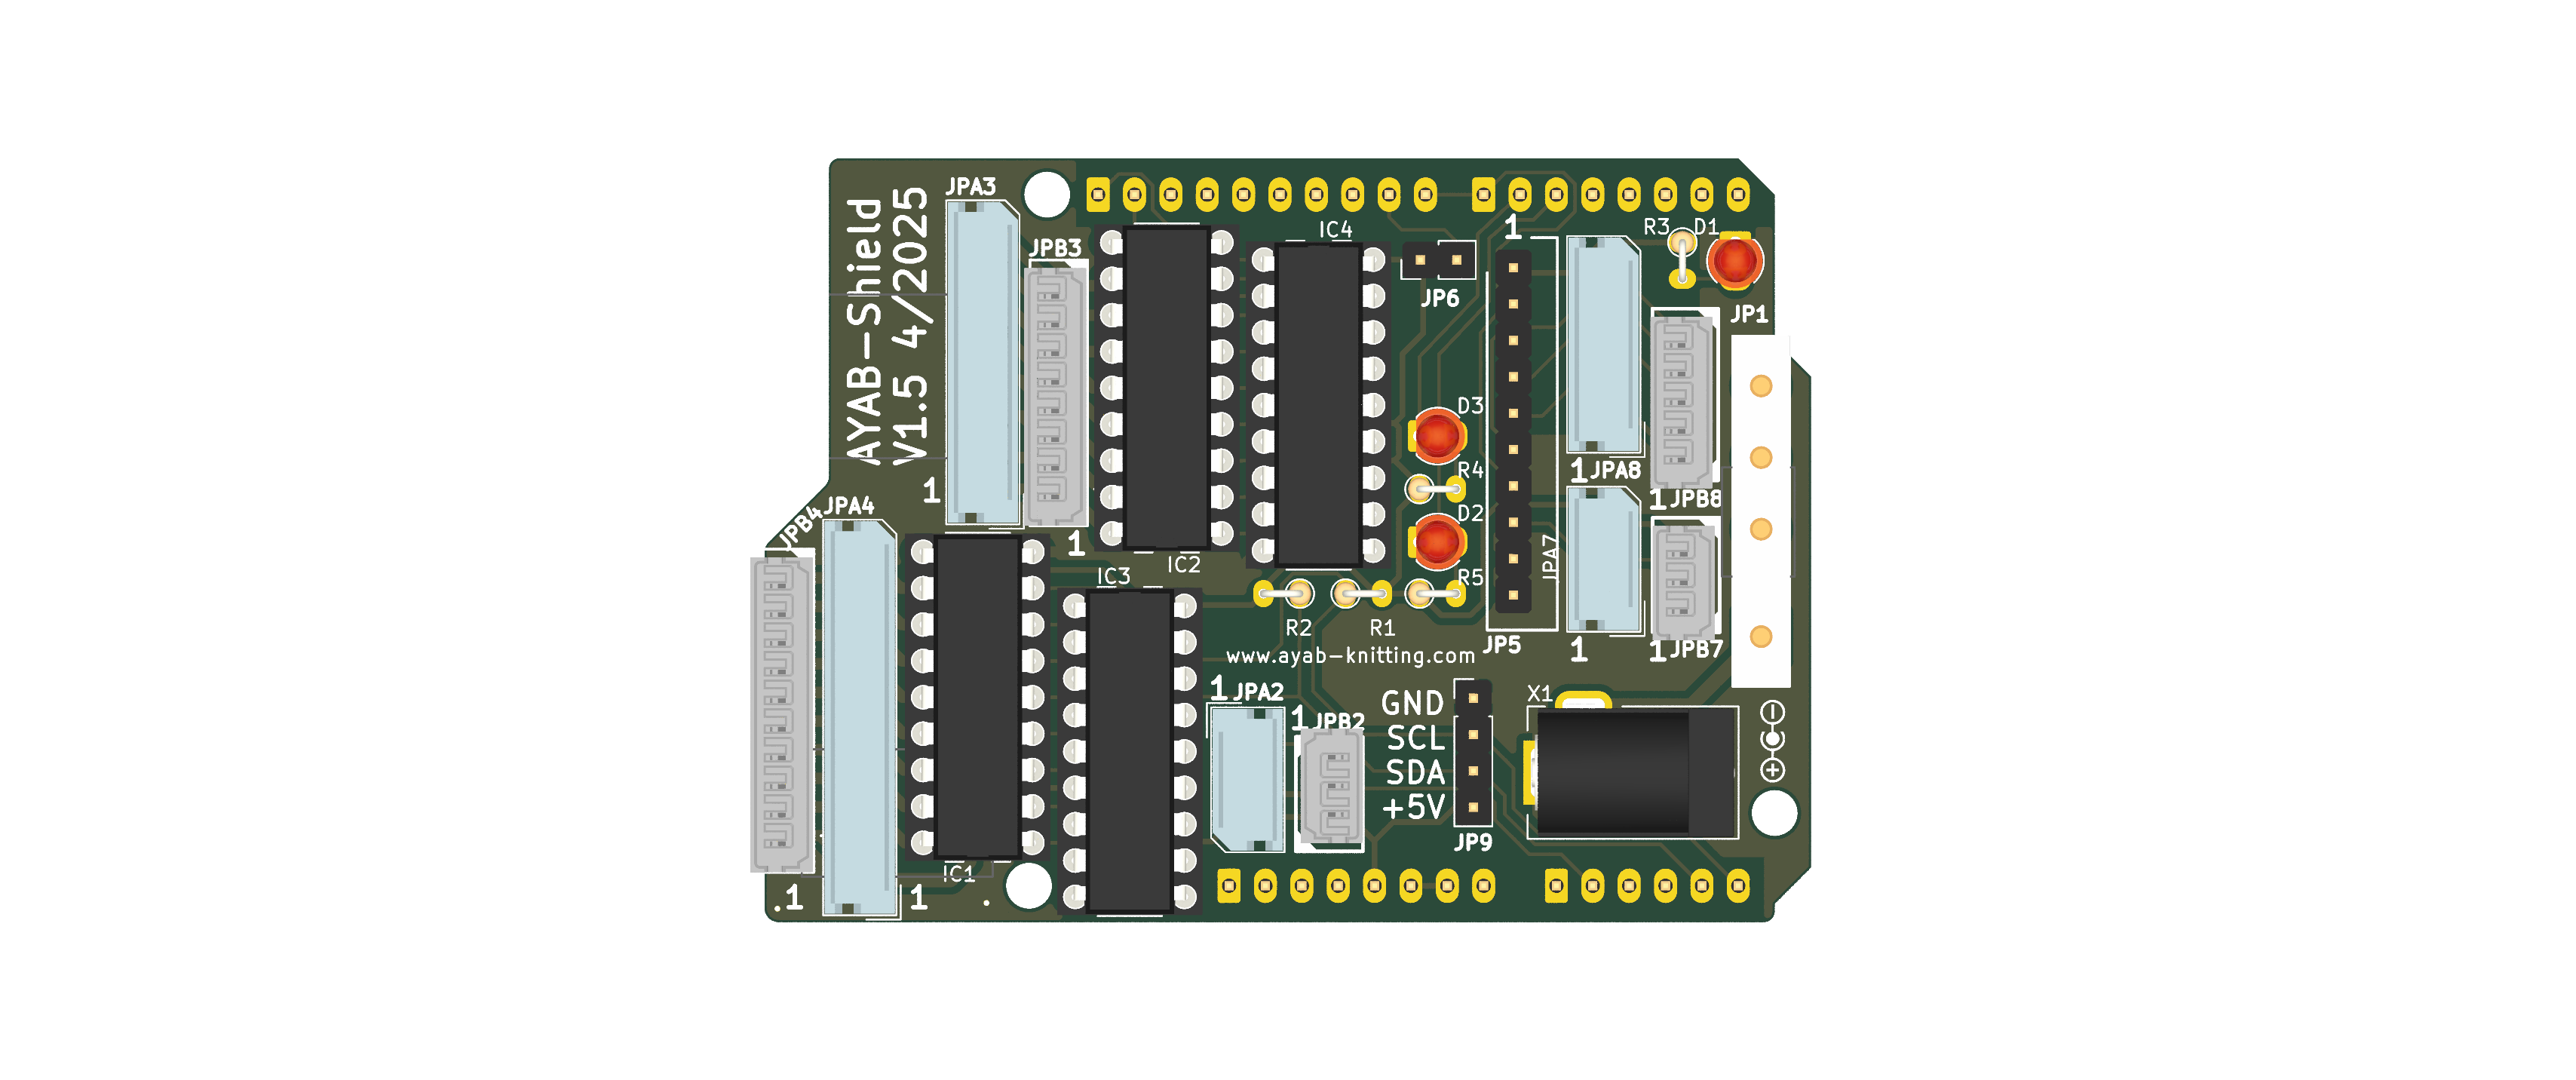 AYAB-Shield
V1.5 4/2025
JPA3
JPB3
IC4
1
R3
D1
JP6
JP1
D3
R4
1
JPA8
1
JPB8
1
JPA4
JPB4
D2
1
IC2
IC3
JPA7
R5
R2
R1
JP5
1
1
JPB7
www.ayab-knitting.com
1
JPA2
1
JPB2
GND
SCL
SDA
+5V
X1
JP9
IC1
.1
1